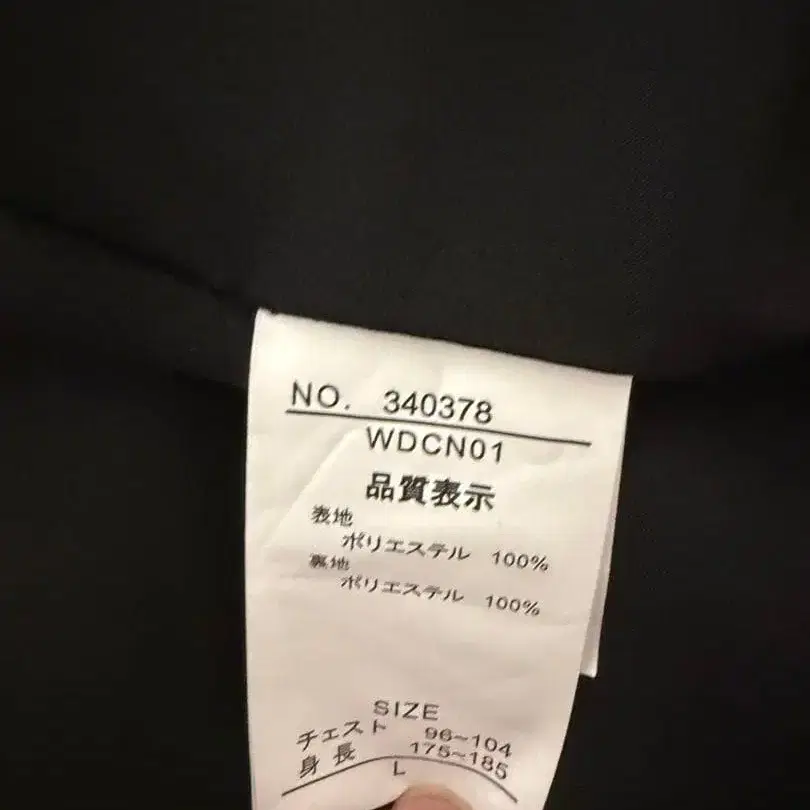 NO. 340378
WDCN01
品質表示
表地
ポリエステル 100%
裏地
ポリエステル 100%
SIZE
チェスト 96~104
身長 175~185
L